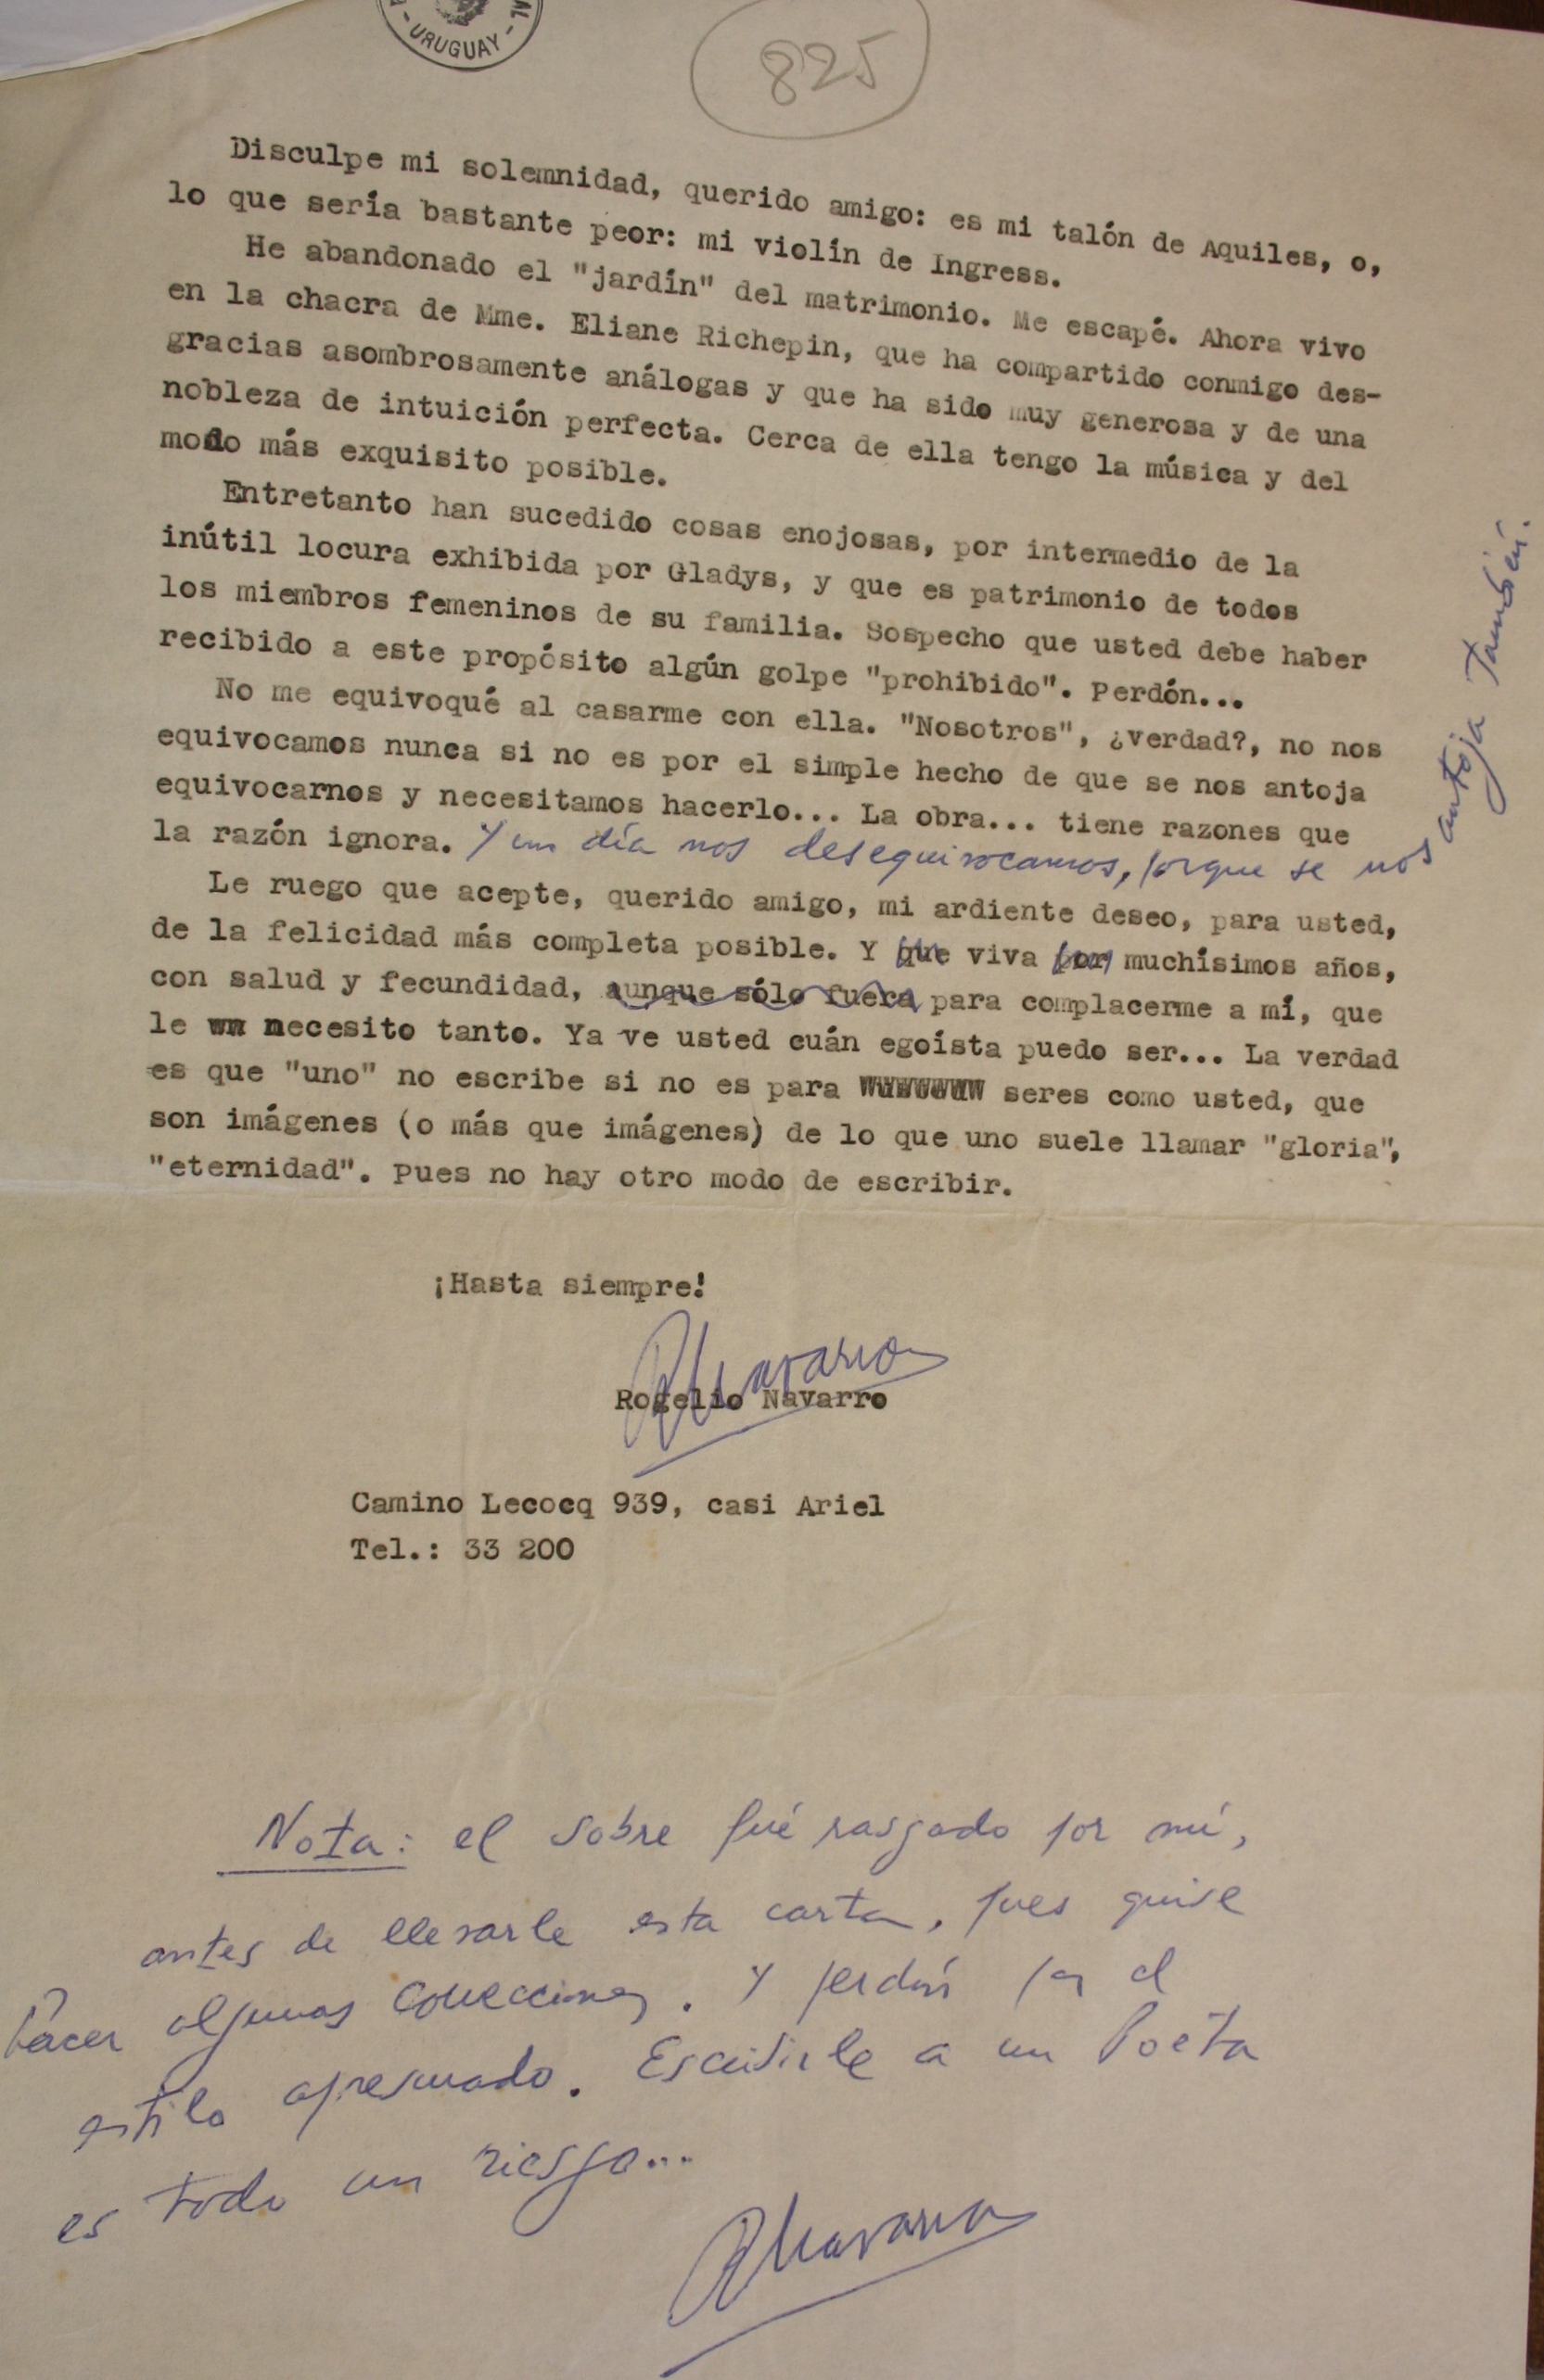 URUGUAY
825
Disculpe mi solemnidad, querido amigo: es mi talón de Aquiles, o,
lo que sería bastante peor: mi violín de Ingress.
He abandonado el "jardín" del matrimonio. Me escapé. Ahora vivo
en la chacra de Mme. Eliane Richepin, que ha compartido conmigo des-
gracias asombrosamente análogas y que ha sido muy generosa y de una
nobleza de intuición perfecta. Cerca de ella tengo la música y del
modo más exquisito posible.
Entretanto han sucedido cosas enojosas, por intermedio de la
inútil locura exhibida por Gladys, y que es patrimonio de todos
los miembros femeninos de su familia. Sospecho que usted debe haber
recibido a este propósito algún golpe "prohibido". Perdón...
No me equivoqué al casarme con ella. "Nosotros", ¿verdad?, no nos
equivocamos nunca si no es por el simple hecho de que se nos antoja
equivocarnos y necesitamos hacerlo... La obra... tiene razones que
la razón ignora. Y un día nos desequivocamos, porque se nos antoja también.
Le ruego que acepte, querido amigo, mi ardiente deseo, para usted,
de la felicidad más completa posible. Y que viva por muchísimos años,
con salud y fecundidad, aunque sólo fuera para complacerme a mí, que
le necesito tanto. Ya ve usted cuán egoísta puedo ser... La verdad
es que "uno" no escribe si no es para seres como usted, que
son imágenes (o más que imágenes) de lo que uno suele llamar "gloria",
"eternidad". Pues no hay otro modo de escribir.
¡Hasta siempre!
RNavarro
Rogelio Navarro
Camino Lecocq 939, casi Ariel
Tel.: 33 200
Nota: el sobre fué rasgado por mí,
antes de llevarle esta carta, pues quise
hacer algunas correcciones. Y perdón por el
estilo apresurado. Escribirle a un Poeta
es todo un riesgo...
RNavarro